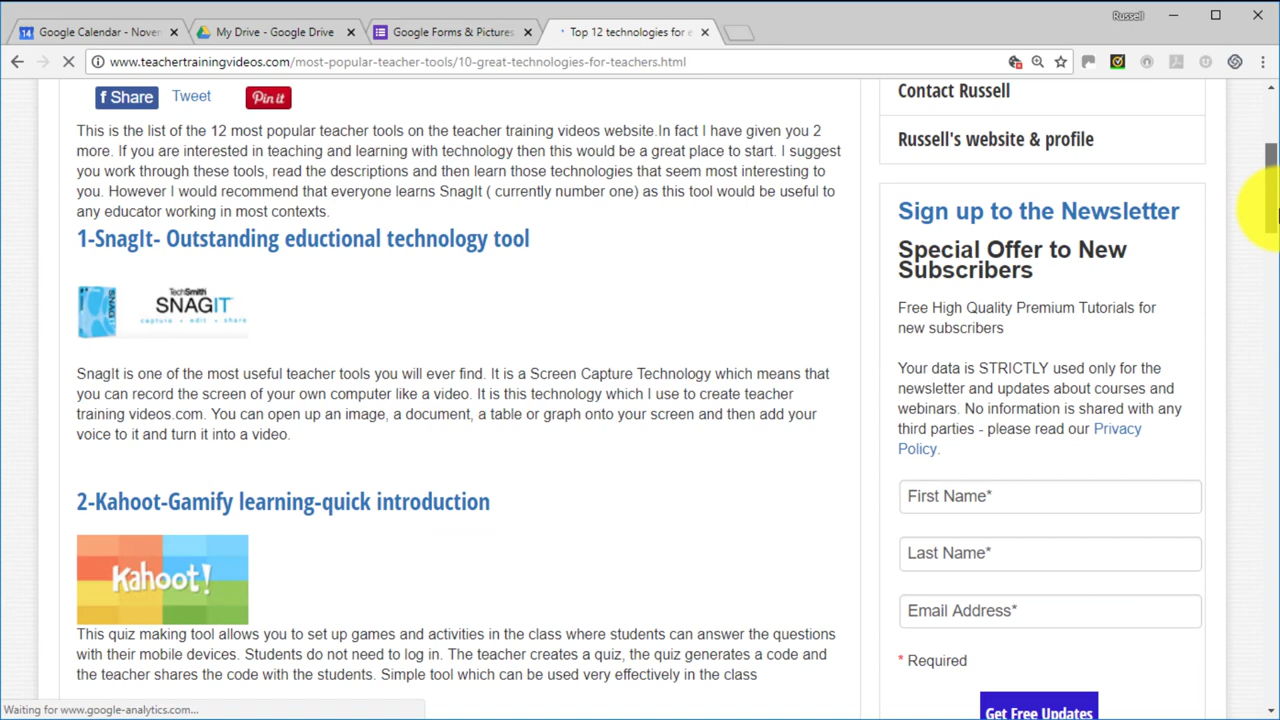 Russell
14 Google Calendar - Nover
My Drive - Google Drive
Google Forms & Pictures
Top 12 technologies for e
www.teachertrainingvideos.com/most-popular-teacher-tools/10-great-technologies-for-teachers.html
f Share
Tweet
Pin it
This is the list of the 12 most popular teacher tools on the teacher training videos website.In fact I have given you 2
more. If you are interested in teaching and learning with technology then this would be a great place to start. I suggest
you work through these tools, read the descriptions and then learn those technologies that seem most interesting to
you. However I would recommend that everyone learns SnagIt ( currently number one) as this tool would be useful to
any educator working in most contexts.
1-SnagIt- Outstanding eductional technology tool
TechSmith
SNAGIT
capture • edit • share
SnagIt is one of the most useful teacher tools you will ever find. It is a Screen Capture Technology which means that
you can record the screen of your own computer like a video. It is this technology which I use to create teacher
training videos.com. You can open up an image, a document, a table or graph onto your screen and then add your
voice to it and turn it into a video.
2-Kahoot-Gamify learning-quick introduction
Kahoot!
This quiz making tool allows you to set up games and activities in the class where students can answer the questions
with their mobile devices. Students do not need to log in. The teacher creates a quiz, the quiz generates a code and
the teacher shares the code with the students. Simple tool which can be used very effectively in the class
Contact Russell
Russell's website & profile
Sign up to the Newsletter
Special Offer to New
Subscribers
Free High Quality Premium Tutorials for
new subscribers
Your data is STRICTLY used only for the
newsletter and updates about courses and
webinars. No information is shared with any
third parties - please read our Privacy
Policy.
First Name*
Last Name*
Email Address*
* Required
Get Free Updates
Waiting for www.google-analytics.com...